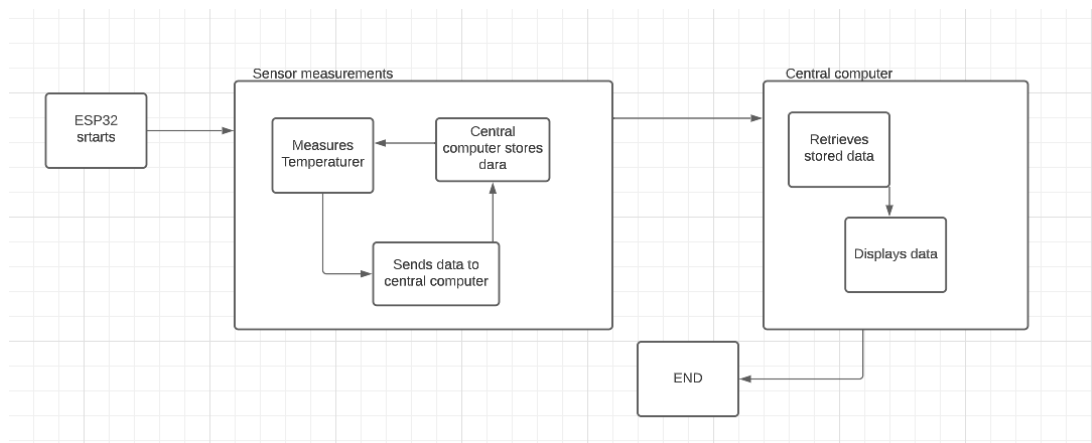 Sensor measurements
Central computer
ESP32
srtarts
Measures
Temperaturer
Central
computer stores
dara
Sends data to
central computer
Retrieves
stored data
Displays data
END